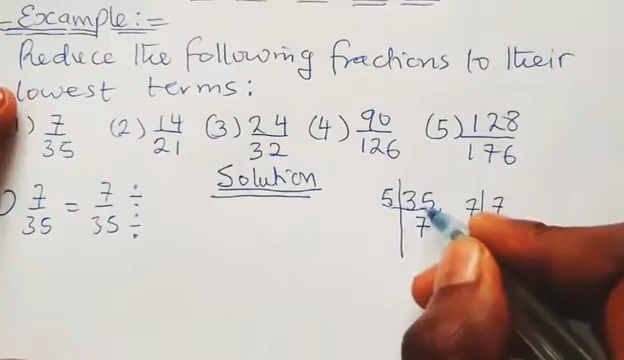 Example:=
Reduce the following fractions to their
lowest terms:
1) 7/35 (2) 14/21 (3) 24/32 (4) 90/126 (5) 128/176
Solution
) 7/35 = 7/35 ÷ ÷
5|35 7|7
7